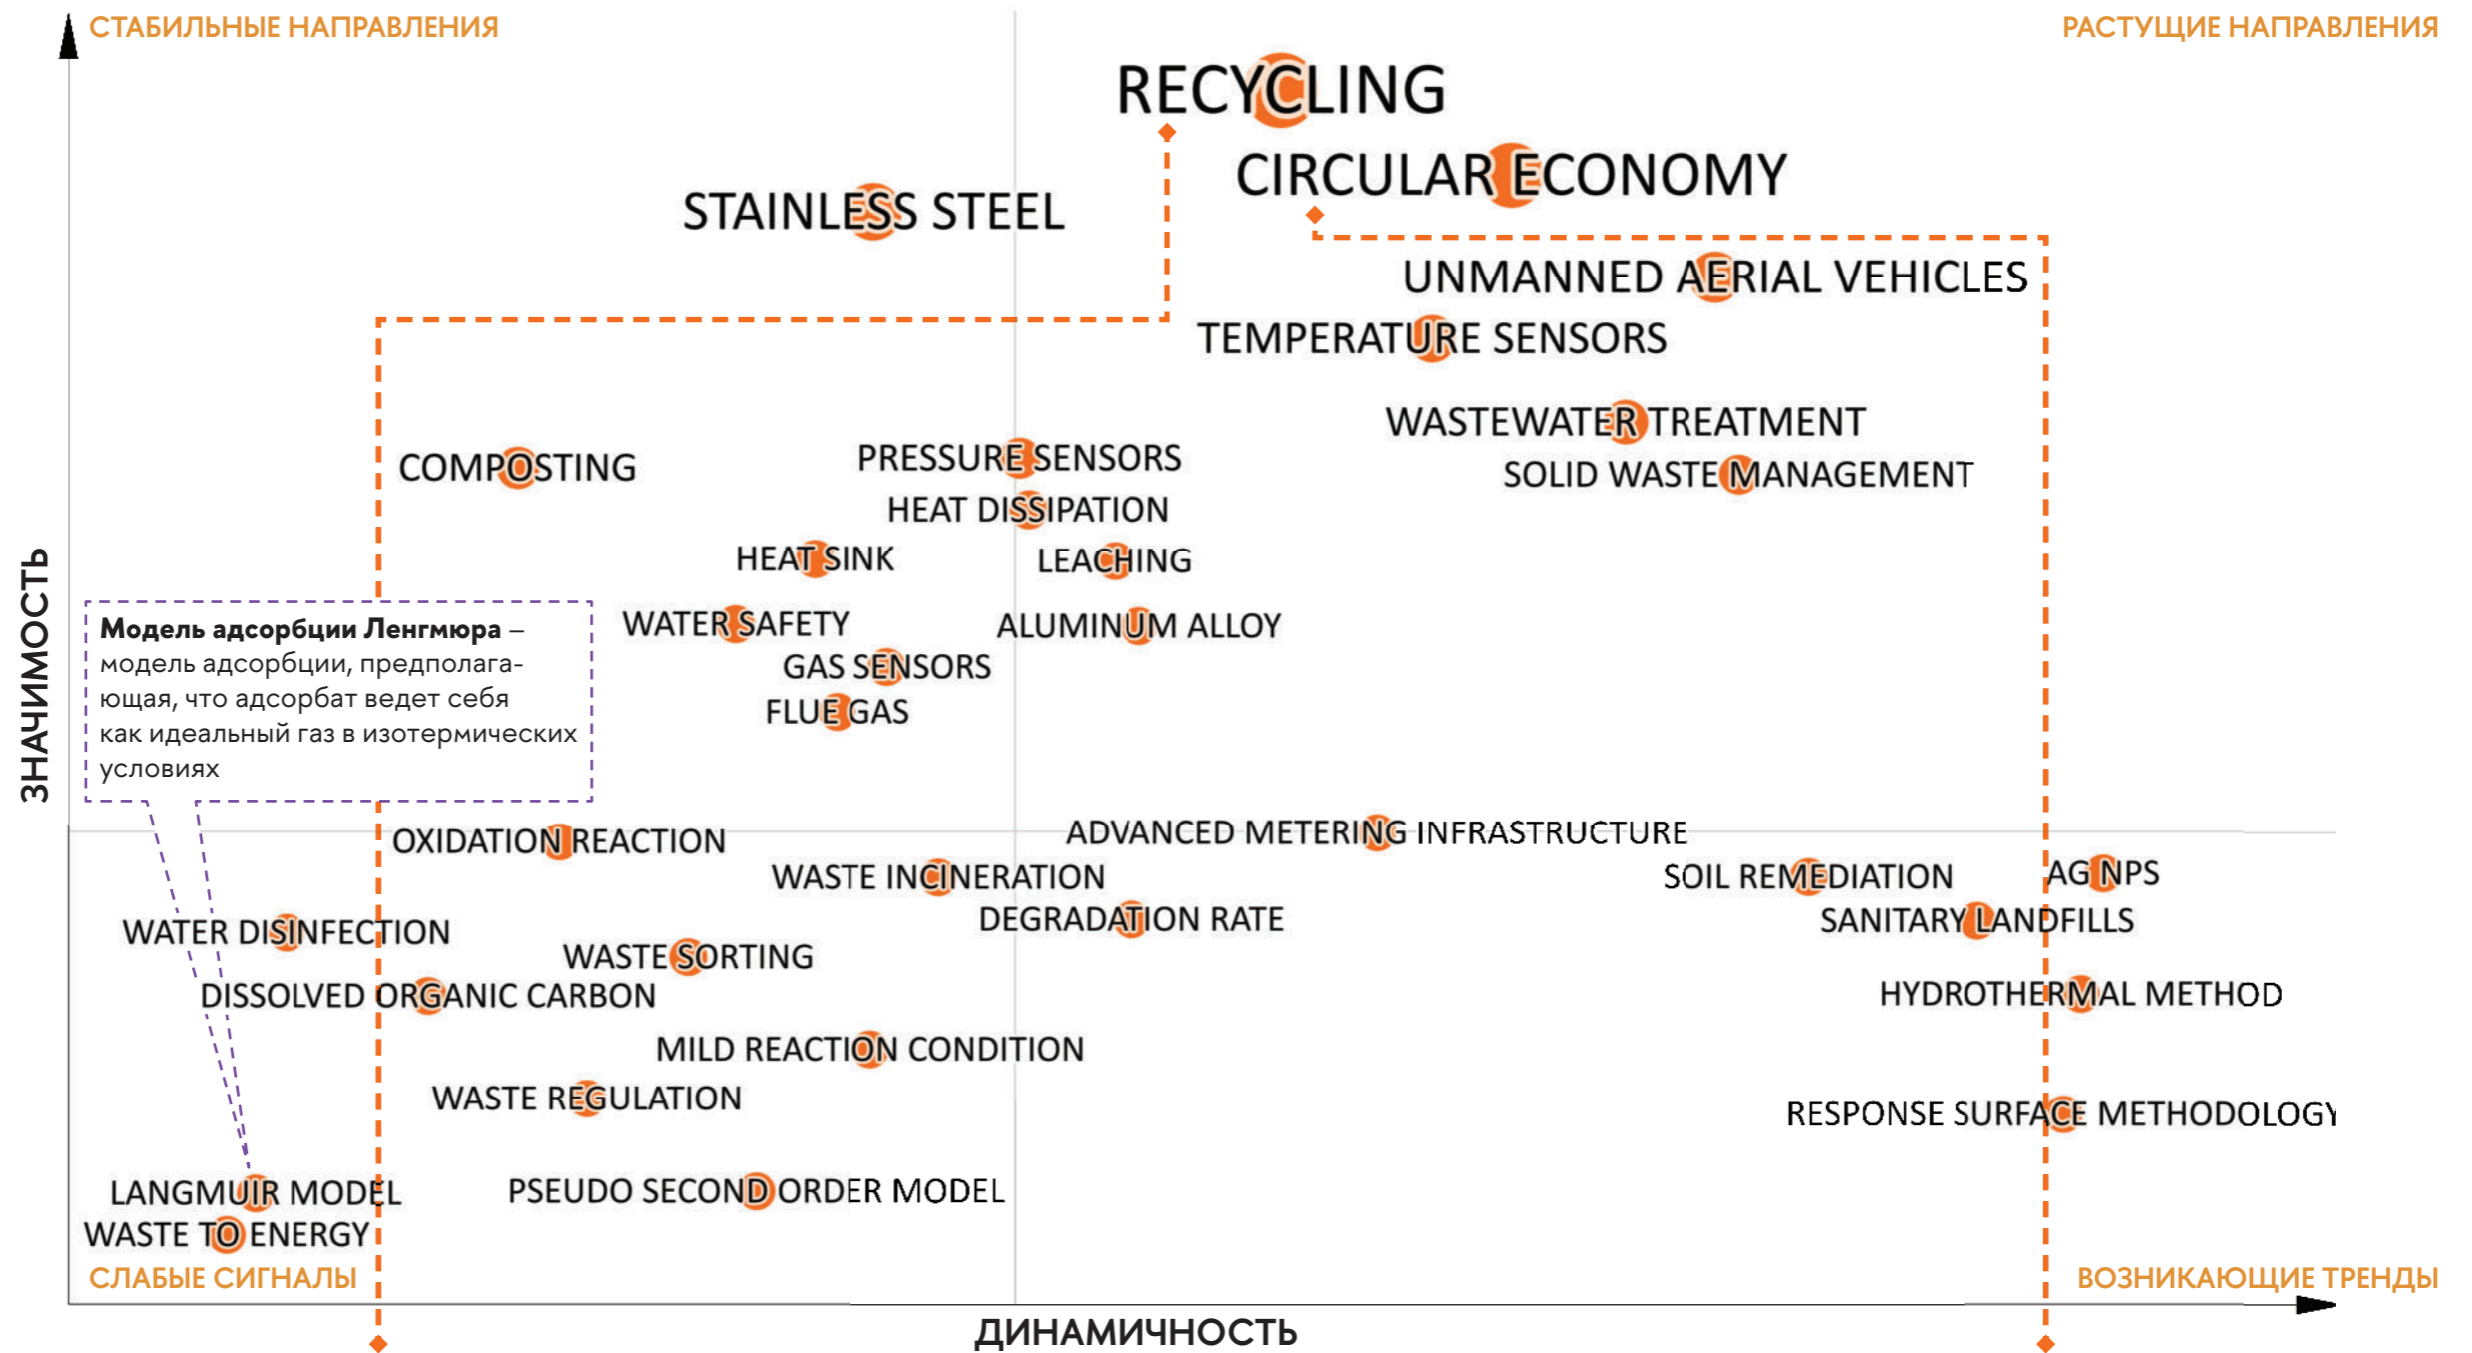 СТАБИЛЬНЫЕ НАПРАВЛЕНИЯ
РАСТУЩИЕ НАПРАВЛЕНИЯ
RECYCLING
CIRCULAR ECONOMY
STAINLESS STEEL
UNMANNED AERIAL VEHICLES
TEMPERATURE SENSORS
WASTEWATER TREATMENT
COMPOSTING
PRESSURE SENSORS
SOLID WASTE MANAGEMENT
HEAT DISSIPATION
HEAT SINK
LEACHING
WATER SAFETY
ALUMINUM ALLOY
GAS SENSORS
FLUE GAS
ЗНАЧИМОСТЬ
Модель адсорбции Ленгмюра –
модель адсорбции, предполага-
ющая, что адсорбат ведет себя
как идеальный газ в изотермических
условиях
OXIDATION REACTION
ADVANCED METERING INFRASTRUCTURE
WASTE INCINERATION
SOIL REMEDIATION
AG NPS
DEGRADATION RATE
SANITARY LANDFILLS
WATER DISINFECTION
WASTE SORTING
DISSOLVED ORGANIC CARBON
HYDROTHERMAL METHOD
MILD REACTION CONDITION
WASTE REGULATION
RESPONSE SURFACE METHODOLOGY
LANGMUIR MODEL
PSEUDO SECOND ORDER MODEL
WASTE TO ENERGY
СЛАБЫЕ СИГНАЛЫ
ВОЗНИКАЮЩИЕ ТРЕНДЫ
ДИНАМИЧНОСТЬ